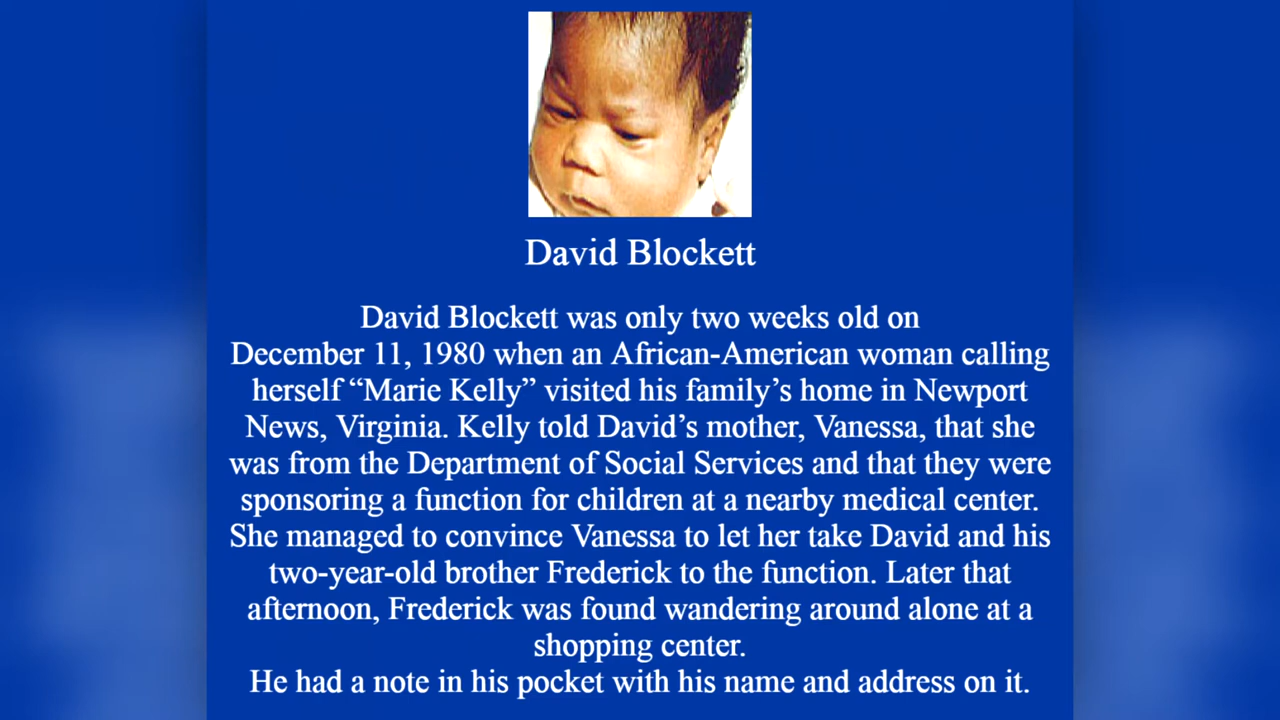 David Blockett
David Blockett was only two weeks old on
December 11, 1980 when an African-American woman calling
herself “Marie Kelly” visited his family’s home in Newport
News, Virginia. Kelly told David’s mother, Vanessa, that she
was from the Department of Social Services and that they were
sponsoring a function for children at a nearby medical center.
She managed to convince Vanessa to let her take David and his
two-year-old brother Frederick to the function. Later that
afternoon, Frederick was found wandering around alone at a
shopping center.
He had a note in his pocket with his name and address on it.